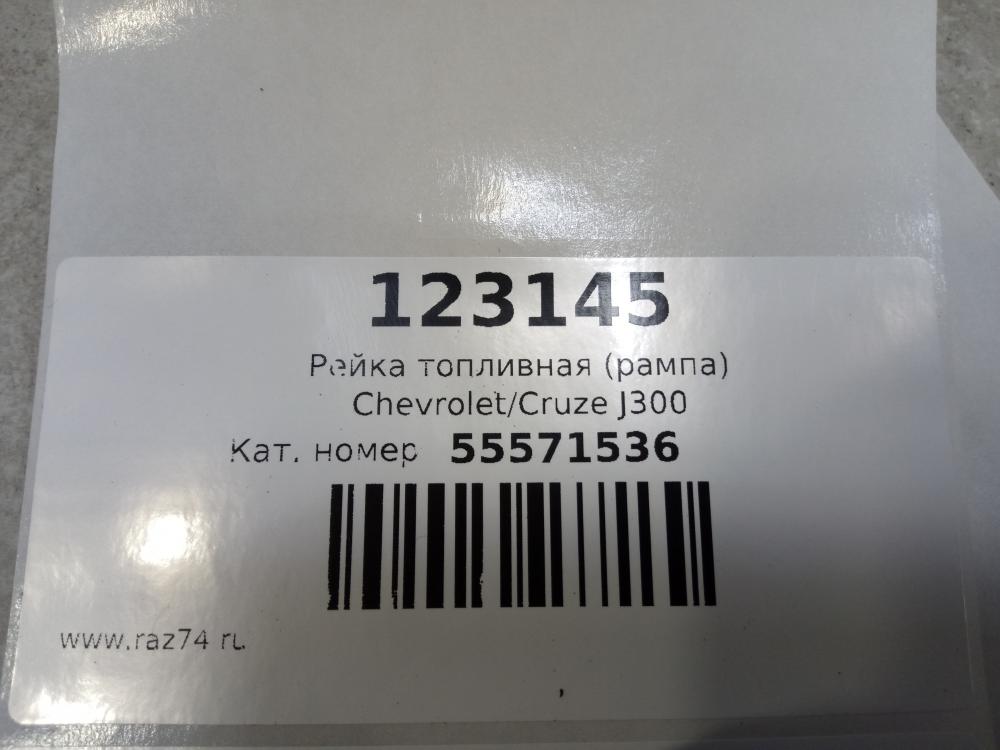 123145
Рейка топливная (рампа)
Chevrolet/Cruze J300
Кат. номер 55571536
www.raz74.ru